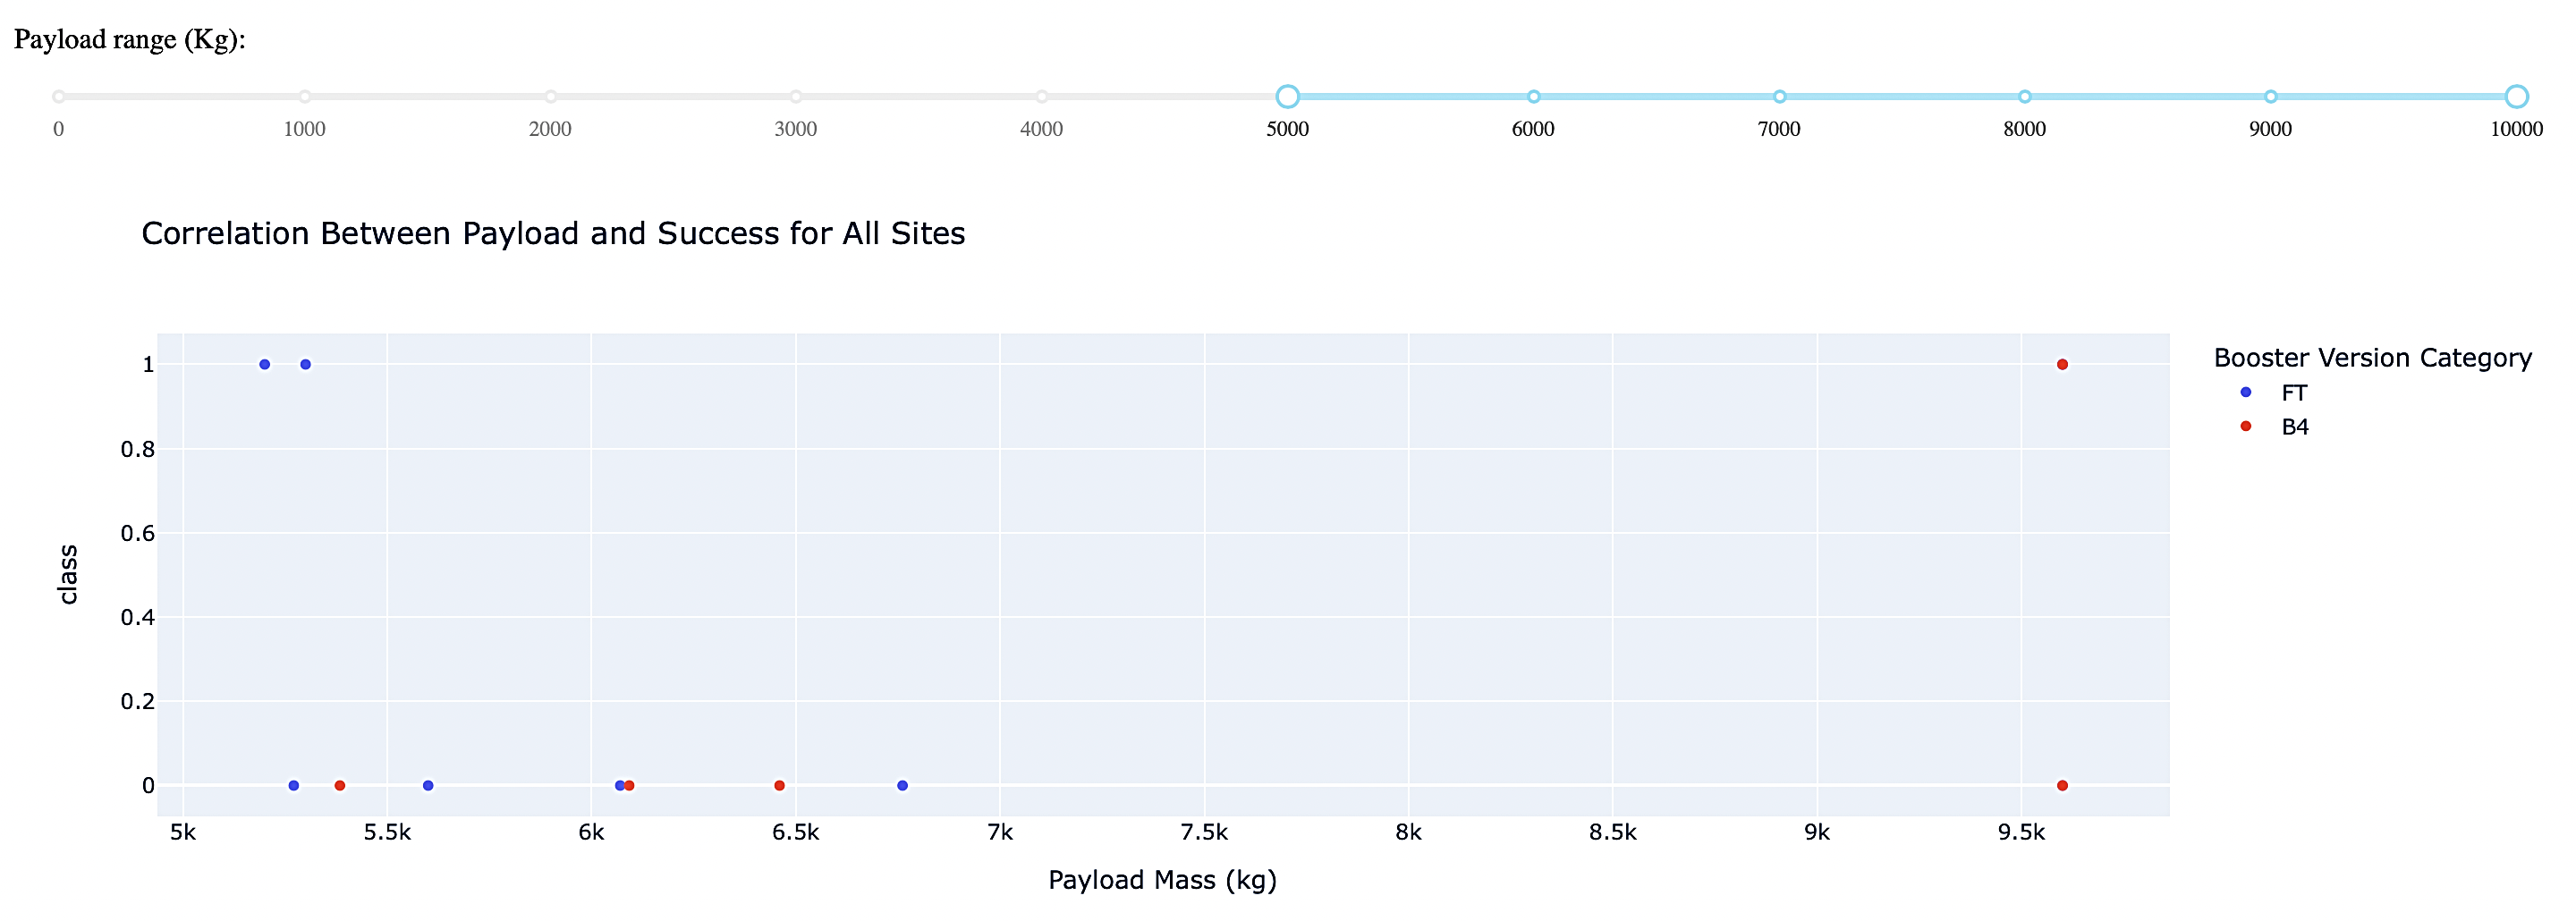 Payload range (Kg):
0 1000 2000 3000 4000 5000 6000 7000 8000 9000 10000
Correlation Between Payload and Success for All Sites
Booster Version Category
FT
B4
class
1
0.8
0.6
0.4
0.2
0
5k 5.5k 6k 6.5k 7k 7.5k 8k 8.5k 9k 9.5k
Payload Mass (kg)